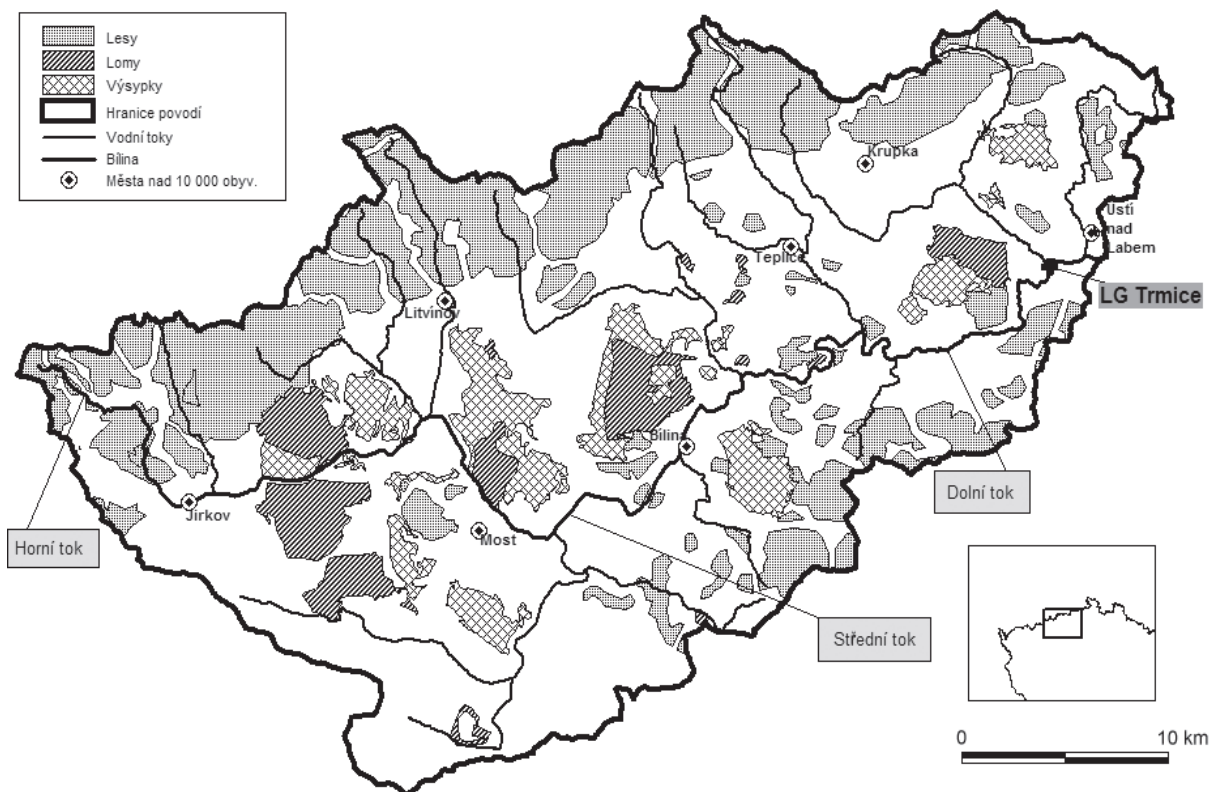 Lesy
Lomy
Výsypky
Hranice povodí
Vodní toky
Bílina
Města nad 10 000 obyv.
Krupka
Ústí
nad
Labem
Teplice
LG Trmice
Litvínov
Bílina
Dolní tok
Jirkov
Most
Horní tok
Střední tok
0 10 km